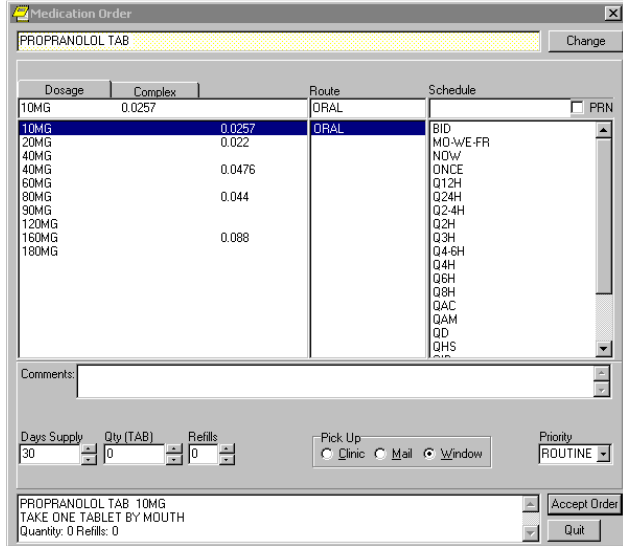 Medication Order
PROPRANOLOL TAB
Change
Dosage Complex Route Schedule
10MG 0.0257 ORAL PRN
10MG 0.0257 ORAL BID
20MG 0.022 MO-WE-FR
40MG NOW
40MG 0.0476 ONCE
60MG Q12H
80MG 0.044 Q24H
90MG Q2-4H
120MG Q2H
160MG 0.088 Q3H
180MG Q4-6H
Q4H
Q6H
Q8H
QAC
QAM
QD
QHS
Comments:
Days Supply Qty (TAB) Refills Pick Up Priority
30 0 0 Clinic Mail Window ROUTINE
PROPRANOLOL TAB 10MG Accept Order
TAKE ONE TABLET BY MOUTH
Quantity: 0 Refills: 0 Quit